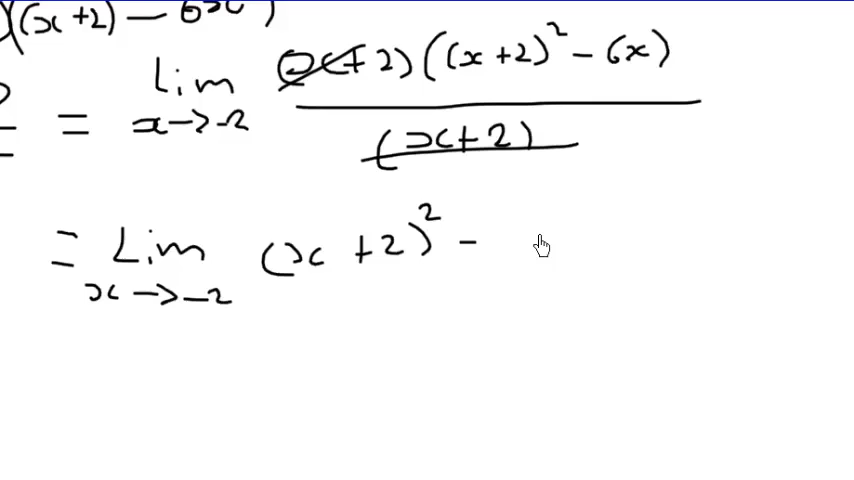 )((x+2) — 6x)
= Lim (x+2)((x+2)² - 6x)
x→-2 (x+2)
= Lim (x+2)² -
x→-2